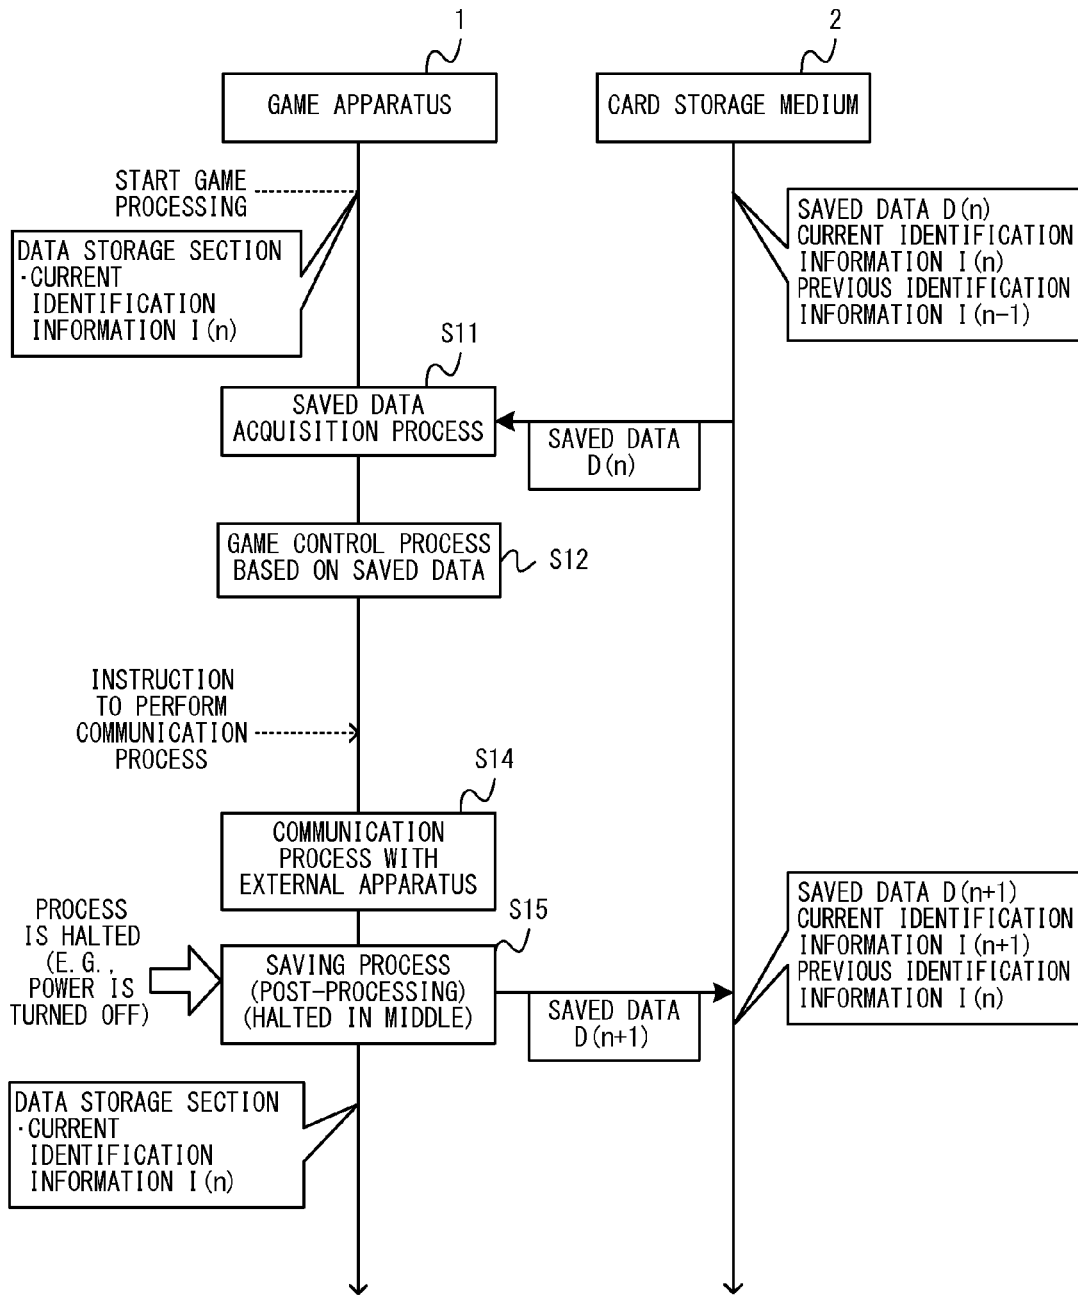 1
2
GAME APPARATUS
CARD STORAGE MEDIUM
START GAME
PROCESSING
DATA STORAGE SECTION
・CURRENT
IDENTIFICATION
INFORMATION I(n)
SAVED DATA D(n)
CURRENT IDENTIFICATION
INFORMATION I(n)
PREVIOUS IDENTIFICATION
INFORMATION I(n-1)
S11
SAVED DATA
ACQUISITION PROCESS
SAVED DATA
D(n)
GAME CONTROL PROCESS
BASED ON SAVED DATA
S12
INSTRUCTION
TO PERFORM
COMMUNICATION
PROCESS
S14
COMMUNICATION
PROCESS WITH
EXTERNAL APPARATUS
PROCESS
IS HALTED
(E.G.,
POWER IS
TURNED OFF)
S15
SAVING PROCESS
(POST-PROCESSING)
(HALTED IN MIDDLE)
SAVED DATA
D(n+1)
SAVED DATA D(n+1)
CURRENT IDENTIFICATION
INFORMATION I(n+1)
PREVIOUS IDENTIFICATION
INFORMATION I(n)
DATA STORAGE SECTION
・CURRENT
IDENTIFICATION
INFORMATION I(n)